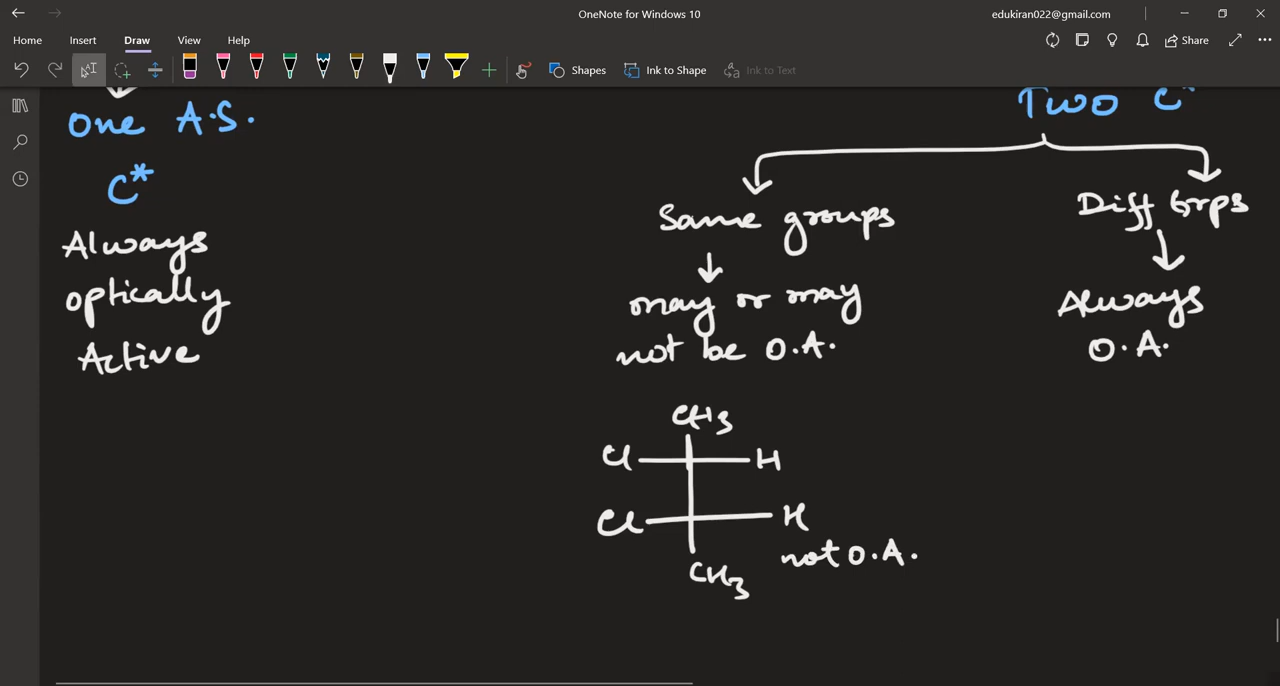 OneNote for Windows 10
edukiran022@gmail.com
Home Insert Draw View Help
Share
Shapes
Ink to Shape
Ink to Text
One A.S.
C*
Always
optically
Active
Two C*
Same groups
may or may
not be O.A.
Diff Grps
Always
O.A.
CH3
Cl H
Cl H
not O.A.
CH3